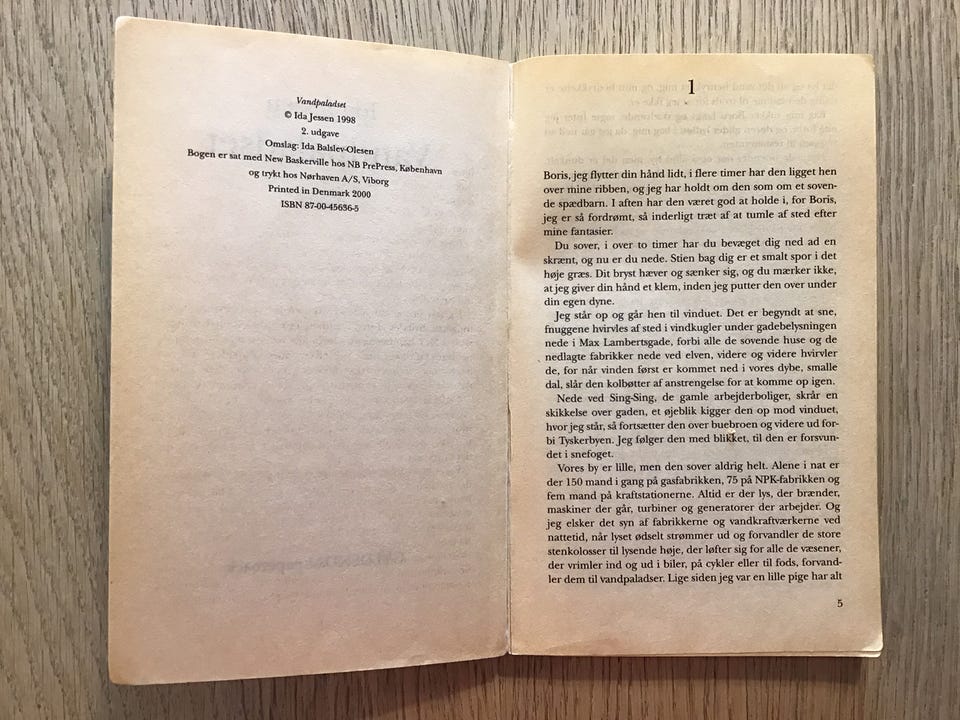 Vandpaladset
© Ida Jessen 1998
2. udgave
Omslag: Ida Balslev-Olesen
Bogen er sat med New Baskerville hos NB PrePress, København
og trykt hos Nørhaven A/S, Viborg
Printed in Denmark 2000
ISBN 87-00-45636-5
1
Boris, jeg flytter din hånd lidt, i flere timer har den ligget hen
over mine ribben, og jeg har holdt om den som om et soven-
de spædbarn. I aften har den været god at holde i, for Boris,
jeg er så fordrømt, så inderligt træt af at tumle af sted efter
mine fantasier.
Du sover, i over to timer har du bevæget dig ned ad en
skrænt, og nu er du nede. Stien bag dig er et smalt spor i det
høje græs. Dit bryst hæver og sænker sig, og du mærker ikke,
at jeg giver din hånd et klem, inden jeg putter den over under
din egen dyne.
Jeg står op og går hen til vinduet. Det er begyndt at sne,
fnuggene hvirvles af sted i vindkugler under gadebelysningen
nede i Max Lambertsgade, forbi alle de sovende huse og de
nedlagte fabrikker nede ved elven, videre og videre hvirvler
de, for når vinden først er kommet ned i vores dybe, smalle
dal, slår den kolbøtter af anstrengelse for at komme op igen.
Nede ved Sing-Sing, de gamle arbejderboliger, skrår en
skikkelse over gaden, et øjeblik kigger den op mod vinduet,
hvor jeg står, så fortsætter den over buebroen og videre ud for-
bi Tyskerbyen. Jeg følger den med blikket, til den er forsvun-
det i snefoget.
Vores by er lille, men den sover aldrig helt. Alene i nat er
der 150 mand i gang på gasfabrikken, 75 på NPK-fabrikken og
fem mand på kraftstationerne. Altid er der lys, der brænder,
maskiner der går, turbiner og generatorer der arbejder. Og
jeg elsker det syn af fabrikkerne og vandkraftværkerne ved
nattetid, når lyset ødselt strømmer ud og forvandler de store
stenkolosser til lysende høje, der løfter sig for alle de væsener,
der vrimler ind og ud i biler, på cykler eller til fods, forvand-
ler dem til vandpaladser. Lige siden jeg var en lille pige har alt
5